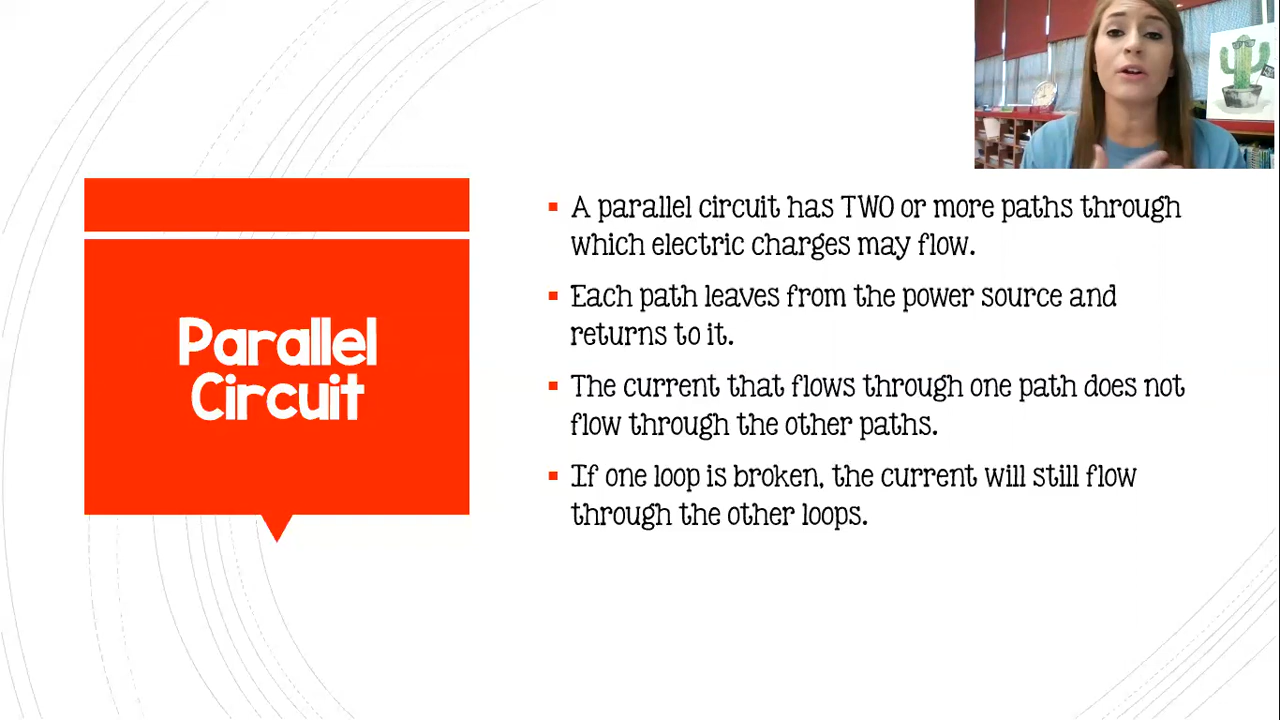 Parallel
Circuit
A parallel circuit has TWO or more paths through
which electric charges may flow.
Each path leaves from the power source and
returns to it.
The current that flows through one path does not
flow through the other paths.
If one loop is broken, the current will still flow
through the other loops.